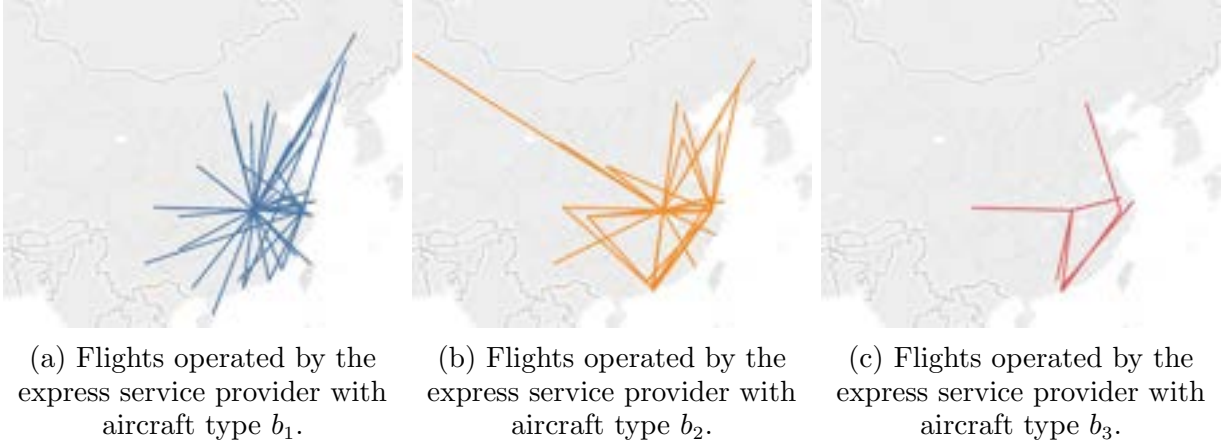 (a) Flights operated by the
express service provider with
aircraft type b₁.
(b) Flights operated by the
express service provider with
aircraft type b₂.
(c) Flights operated by the
express service provider with
aircraft type b₃.